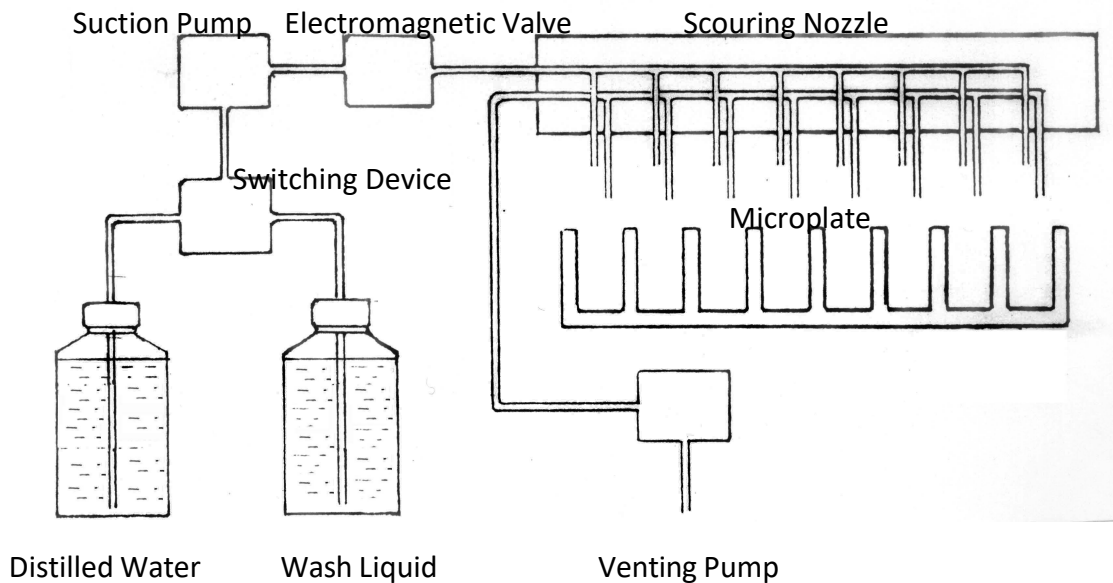 Suction Pump
Electromagnetic Valve
Scouring Nozzle
Switching Device
Microplate
Distilled Water
Wash Liquid
Venting Pump